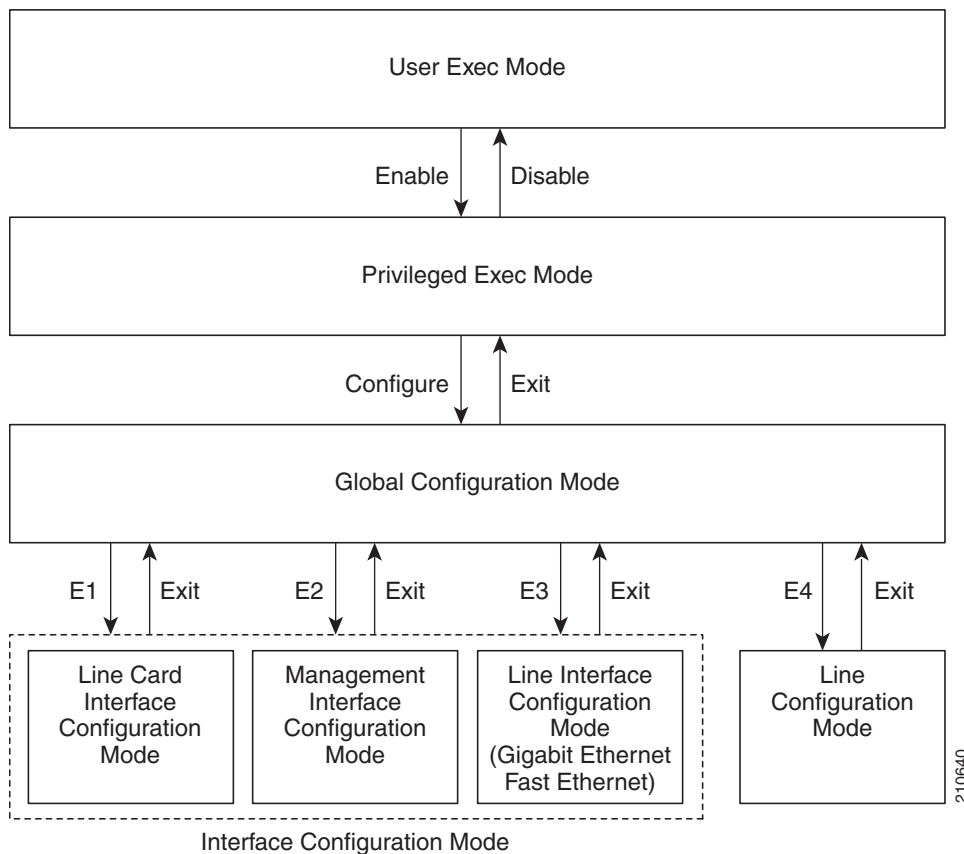 User Exec Mode
Enable
Disable
Privileged Exec Mode
Configure
Exit
Global Configuration Mode
E1
Exit
E2
Exit
E3
Exit
E4
Exit
Line Card
Interface
Configuration
Mode
Management
Interface
Configuration
Mode
Line Interface
Configuration
Mode
(Gigabit Ethernet
Fast Ethernet)
Line
Configuration
Mode
Interface Configuration Mode
210640